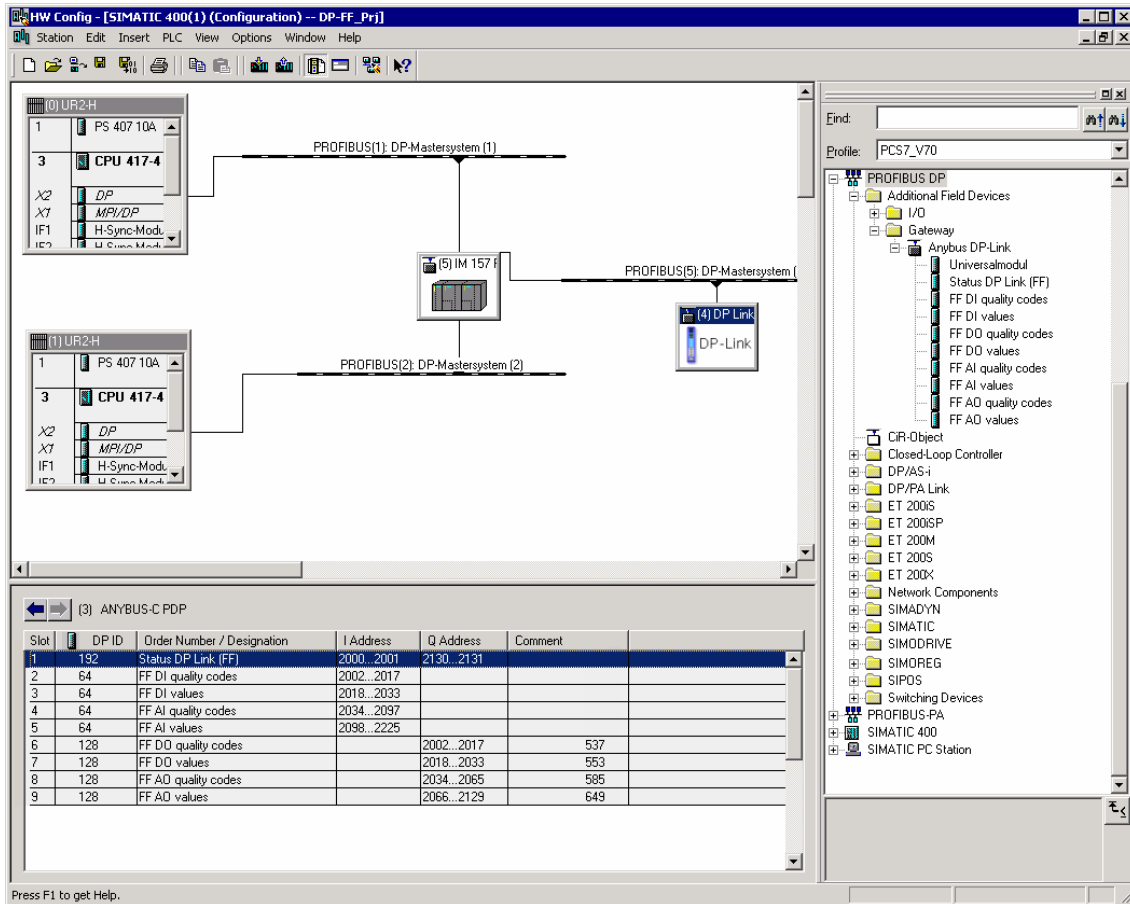 HW Config - [SIMATIC 400(1) (Configuration) -- DP-FF_Prj]
Station Edit Insert PLC View Options Window Help
(0) UR2-H
1 PS 407 10A
3 CPU 417-4
X2 DP
X1 MPI/DP
IF1 H-Sync-Modu
IF2 H-Sync-Modu
PROFIBUS(1): DP-Mastersystem (1)
(5) IM 157 F
PROFIBUS(5): DP-Mastersystem (
(4) DP Link
DP-Link
(1) UR2-H
1 PS 407 10A
3 CPU 417-4
X2 DP
X1 MPI/DP
IF1 H-Sync-Modu
IF2 H-Sync-Modu
PROFIBUS(2): DP-Mastersystem (2)
(3) ANYBUS-C PDP
Slot DP ID Order Number / Designation I Address Q Address Comment
1 192 Status DP Link (FF) 2000...2001 2130...2131
2 64 FF DI quality codes 2002...2017
3 64 FF DI values 2018...2033
4 64 FF AI quality codes 2034...2097
5 64 FF AI values 2098...2225
6 128 FF DO quality codes 2002...2017 537
7 128 FF DO values 2018...2033 553
8 128 FF AO quality codes 2034...2065 585
9 128 FF AO values 2066...2129 649
Find:
Profile: PCS7_V70
PROFIBUS DP
Additional Field Devices
I/O
Gateway
Anybus DP-Link
Universalmodul
Status DP Link (FF)
FF DI quality codes
FF DI values
FF DO quality codes
FF DO values
FF AI quality codes
FF AI values
FF AO quality codes
FF AO values
CiR-Object
Closed-Loop Controller
DP/AS-i
DP/PA Link
ET 200iS
ET 200iSP
ET 200M
ET 200S
ET 200X
Network Components
SIMADYN
SIMATIC
SIMODRIVE
SIMOREG
SIPOS
Switching Devices
PROFIBUS-PA
SIMATIC 400
SIMATIC PC Station
Press F1 to get Help.